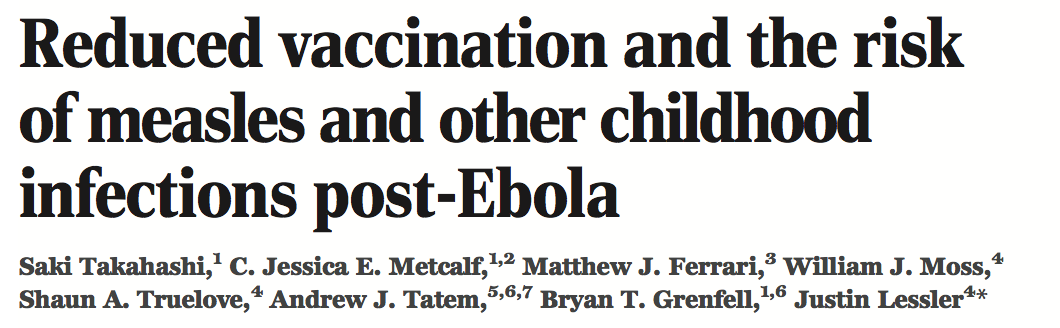 Reduced vaccination and the risk
of measles and other childhood
infections post-Ebola
Saki Takahashi,¹ C. Jessica E. Metcalf,¹,² Matthew J. Ferrari,³ William J. Moss,⁴
Shaun A. Truelove,⁴ Andrew J. Tatem,⁵,⁶,⁷ Bryan T. Grenfell,¹,⁶ Justin Lessler⁴*